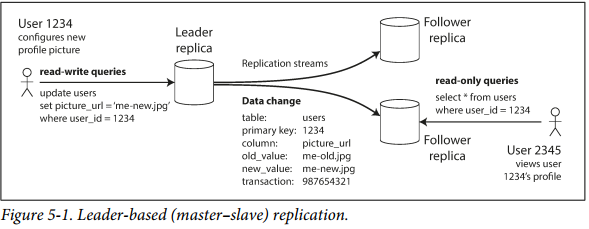 User 1234
configures new
profile picture
read-write queries
update users
set picture_url = 'me-new.jpg'
where user_id = 1234
Leader
replica
Replication streams
Data change
table: users
primary key: 1234
column: picture_url
old_value: me-old.jpg
new_value: me-new.jpg
transaction: 987654321
Follower
replica
read-only queries
select * from users
where user_id = 1234
Follower
replica
User 2345
views user
1234's profile
Figure 5-1. Leader-based (master–slave) replication.